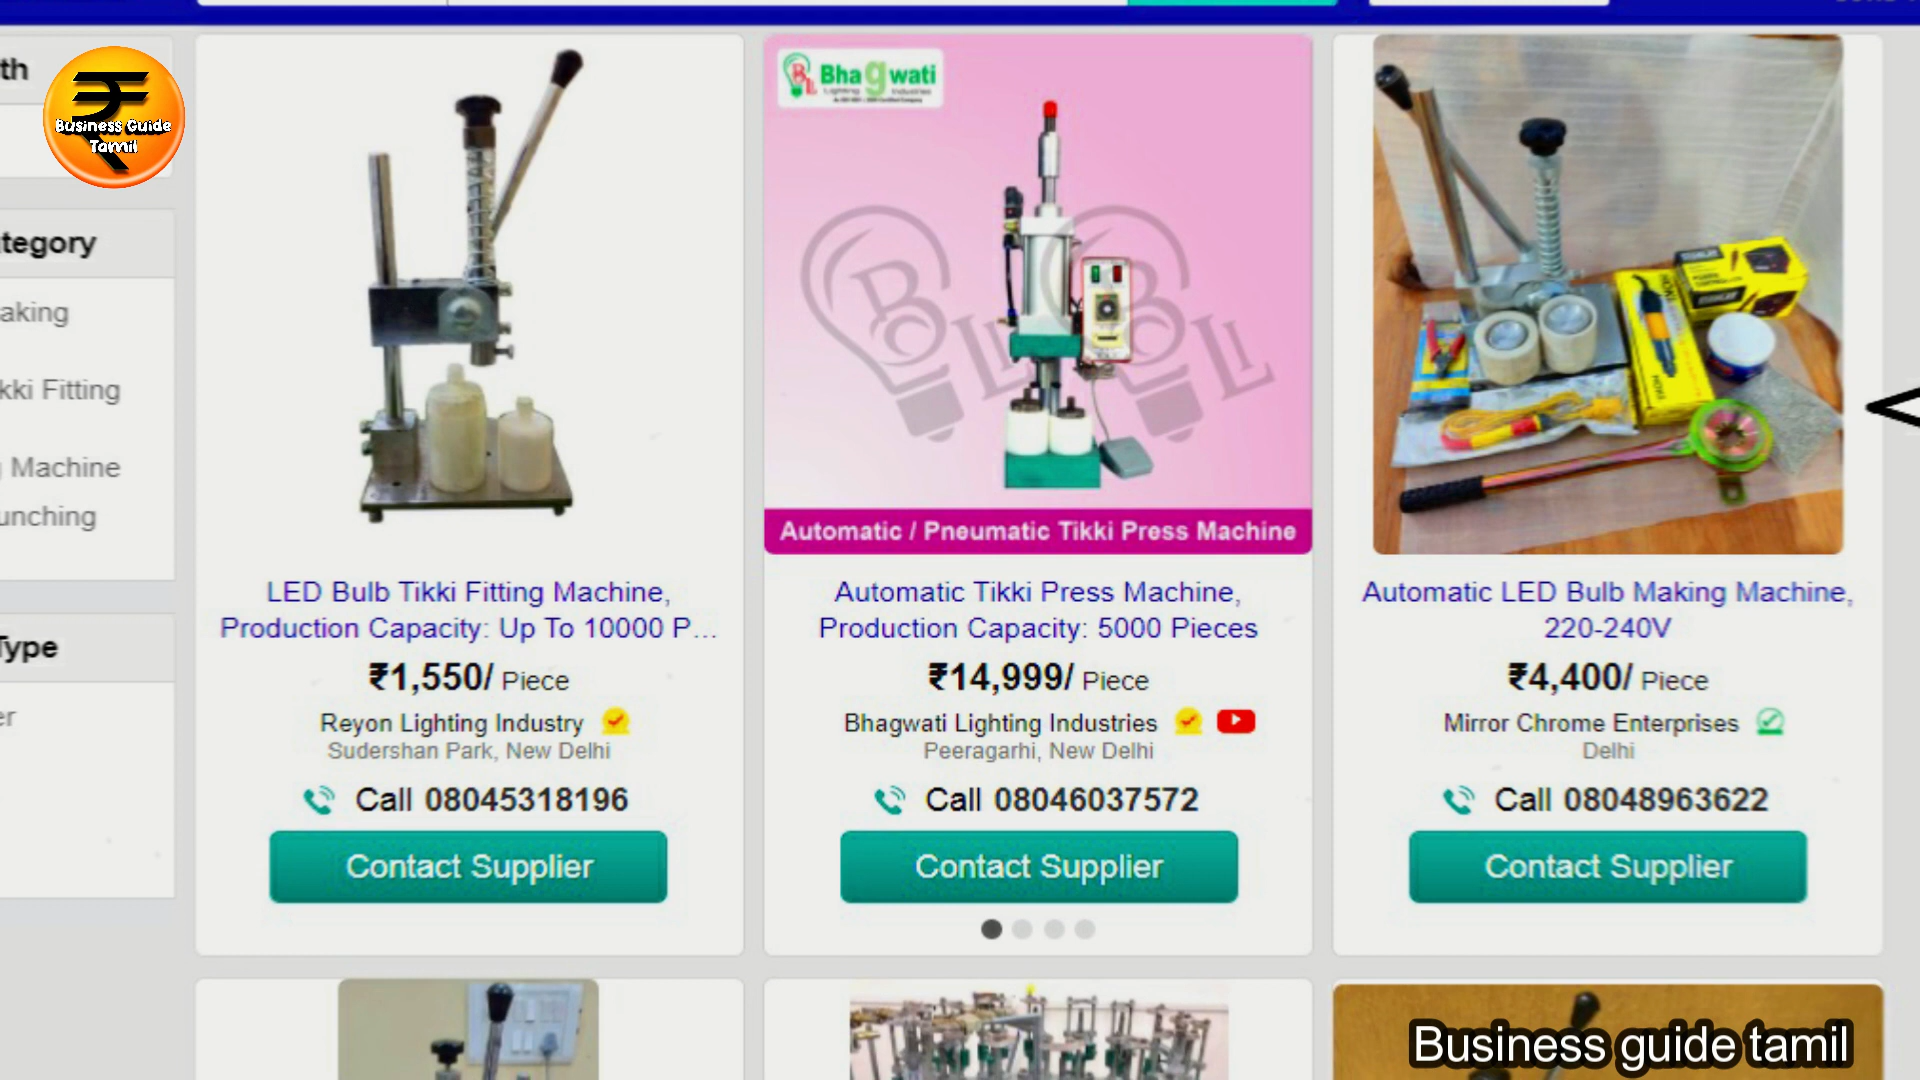 th
Business Guide
Tamil
tegory
aking
kki Fitting
Machine
unching
Type
er
LED Bulb Tikki Fitting Machine,
Production Capacity: Up To 10000 P...
₹1,550/ Piece
Reyon Lighting Industry
Sudershan Park, New Delhi
Call 08045318196
Contact Supplier
Bhagwati
Lighting Industries
Automatic / Pneumatic Tikki Press Machine
Automatic Tikki Press Machine,
Production Capacity: 5000 Pieces
₹14,999/ Piece
Bhagwati Lighting Industries
Peeragarhi, New Delhi
Call 08046037572
Contact Supplier
Automatic LED Bulb Making Machine,
220-240V
₹4,400/ Piece
Mirror Chrome Enterprises
Delhi
Call 08048963622
Contact Supplier
Business guide tamil